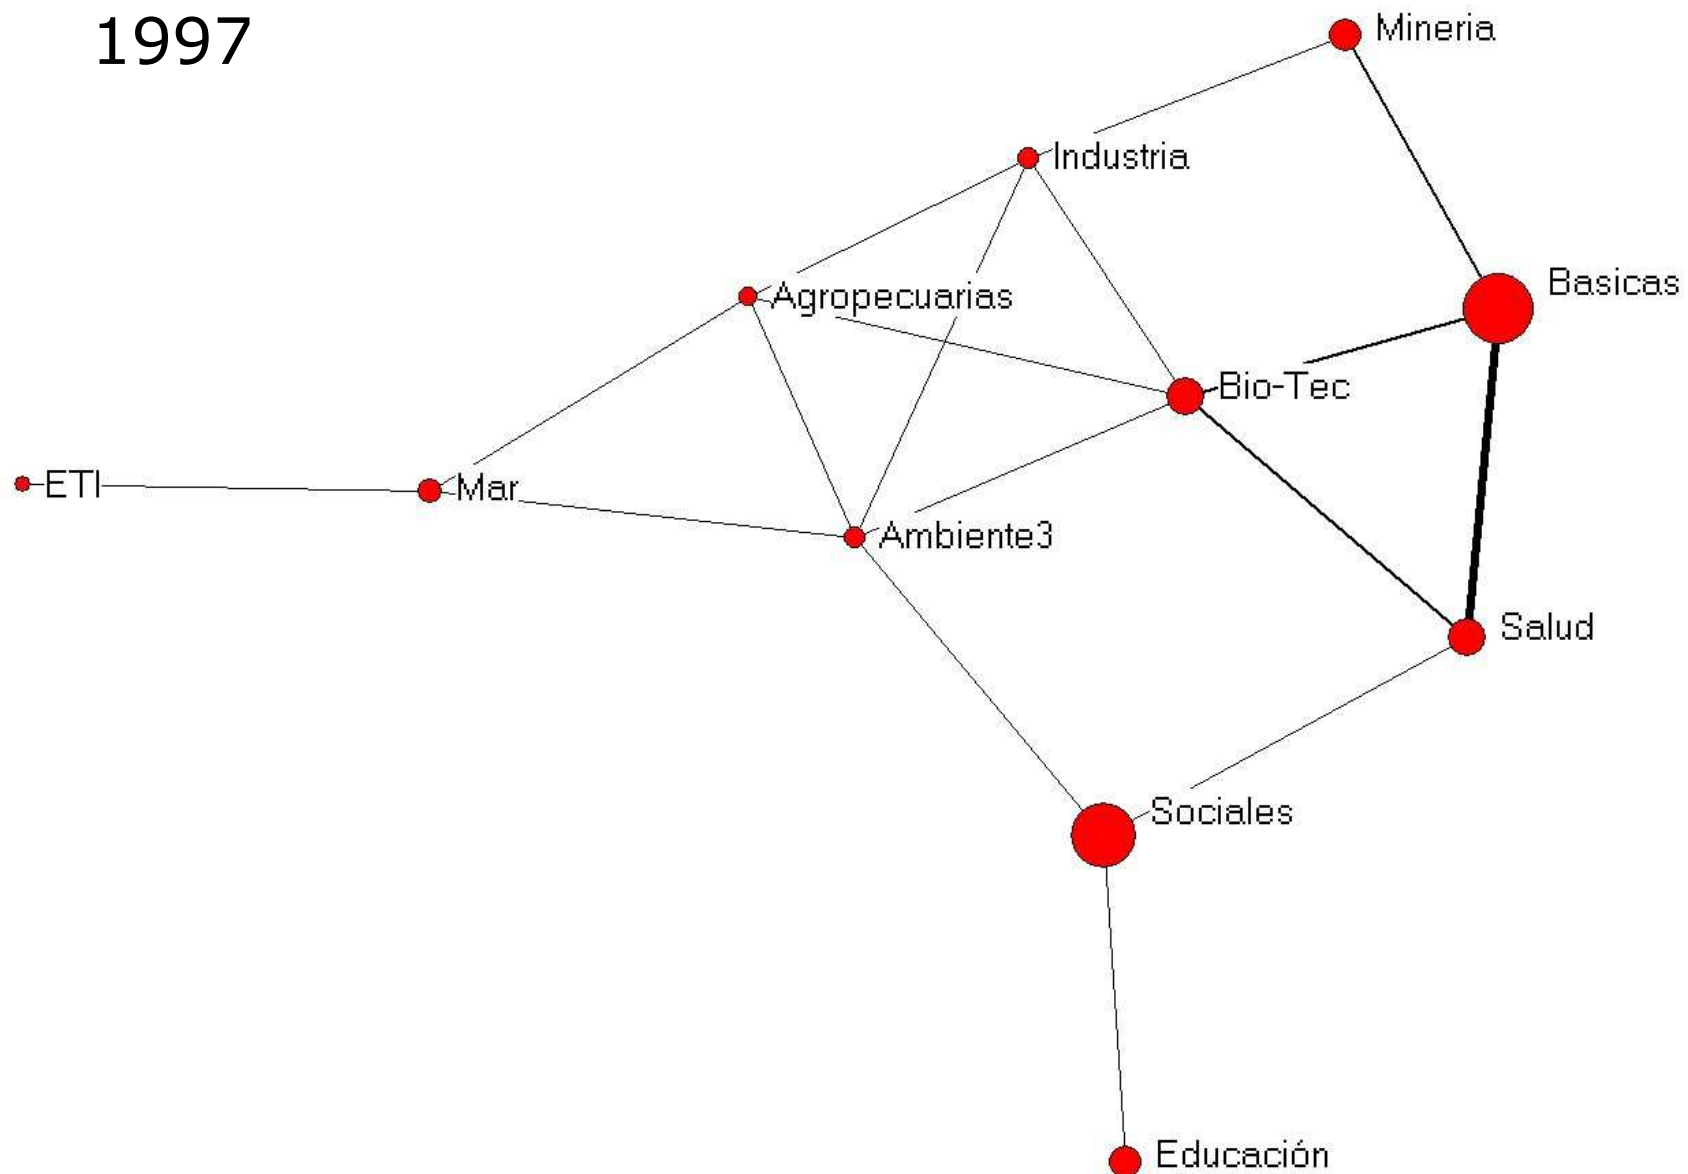 1997
Mineria
Industria
Basicas
Agropecuarias
Bio-Tec
ETI
Mar
Ambiente3
Salud
Sociales
Educación